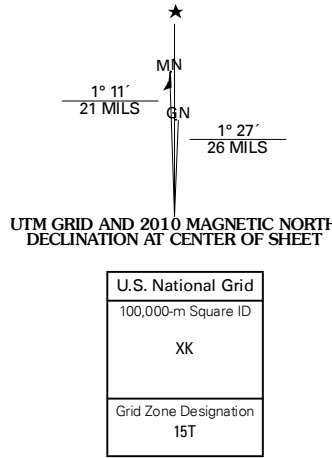 ★
MN
1° 11´
21 MILS
GN
1° 27´
26 MILS
UTM GRID AND 2010 MAGNETIC NORTH
DECLINATION AT CENTER OF SHEET
U.S. National Grid
100,000-m Square ID
XK
Grid Zone Designation
15T